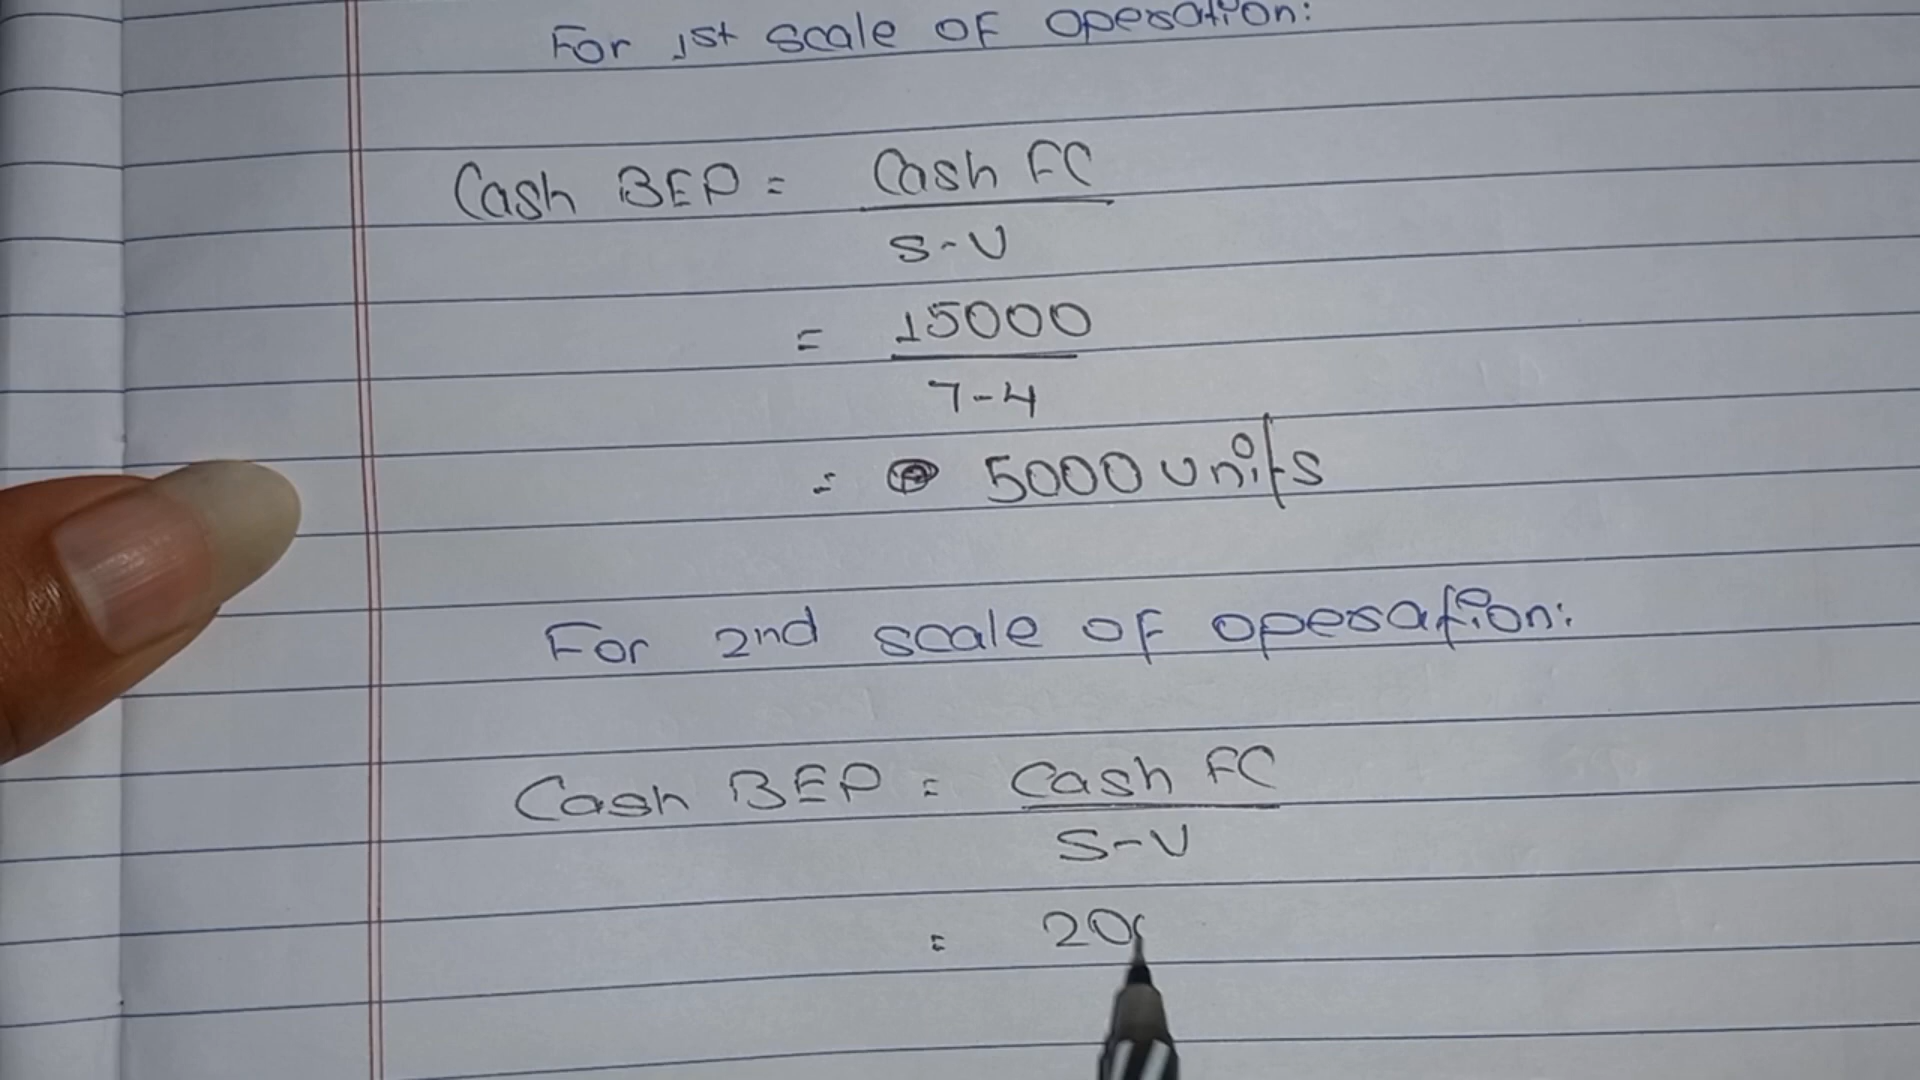 For 1st scale of operation:
Cash BEP = Cash FC
S-V
= 15000
7-4
= 5000 units
For 2nd scale of operation:
Cash BEP = Cash FC
S-V
= 20